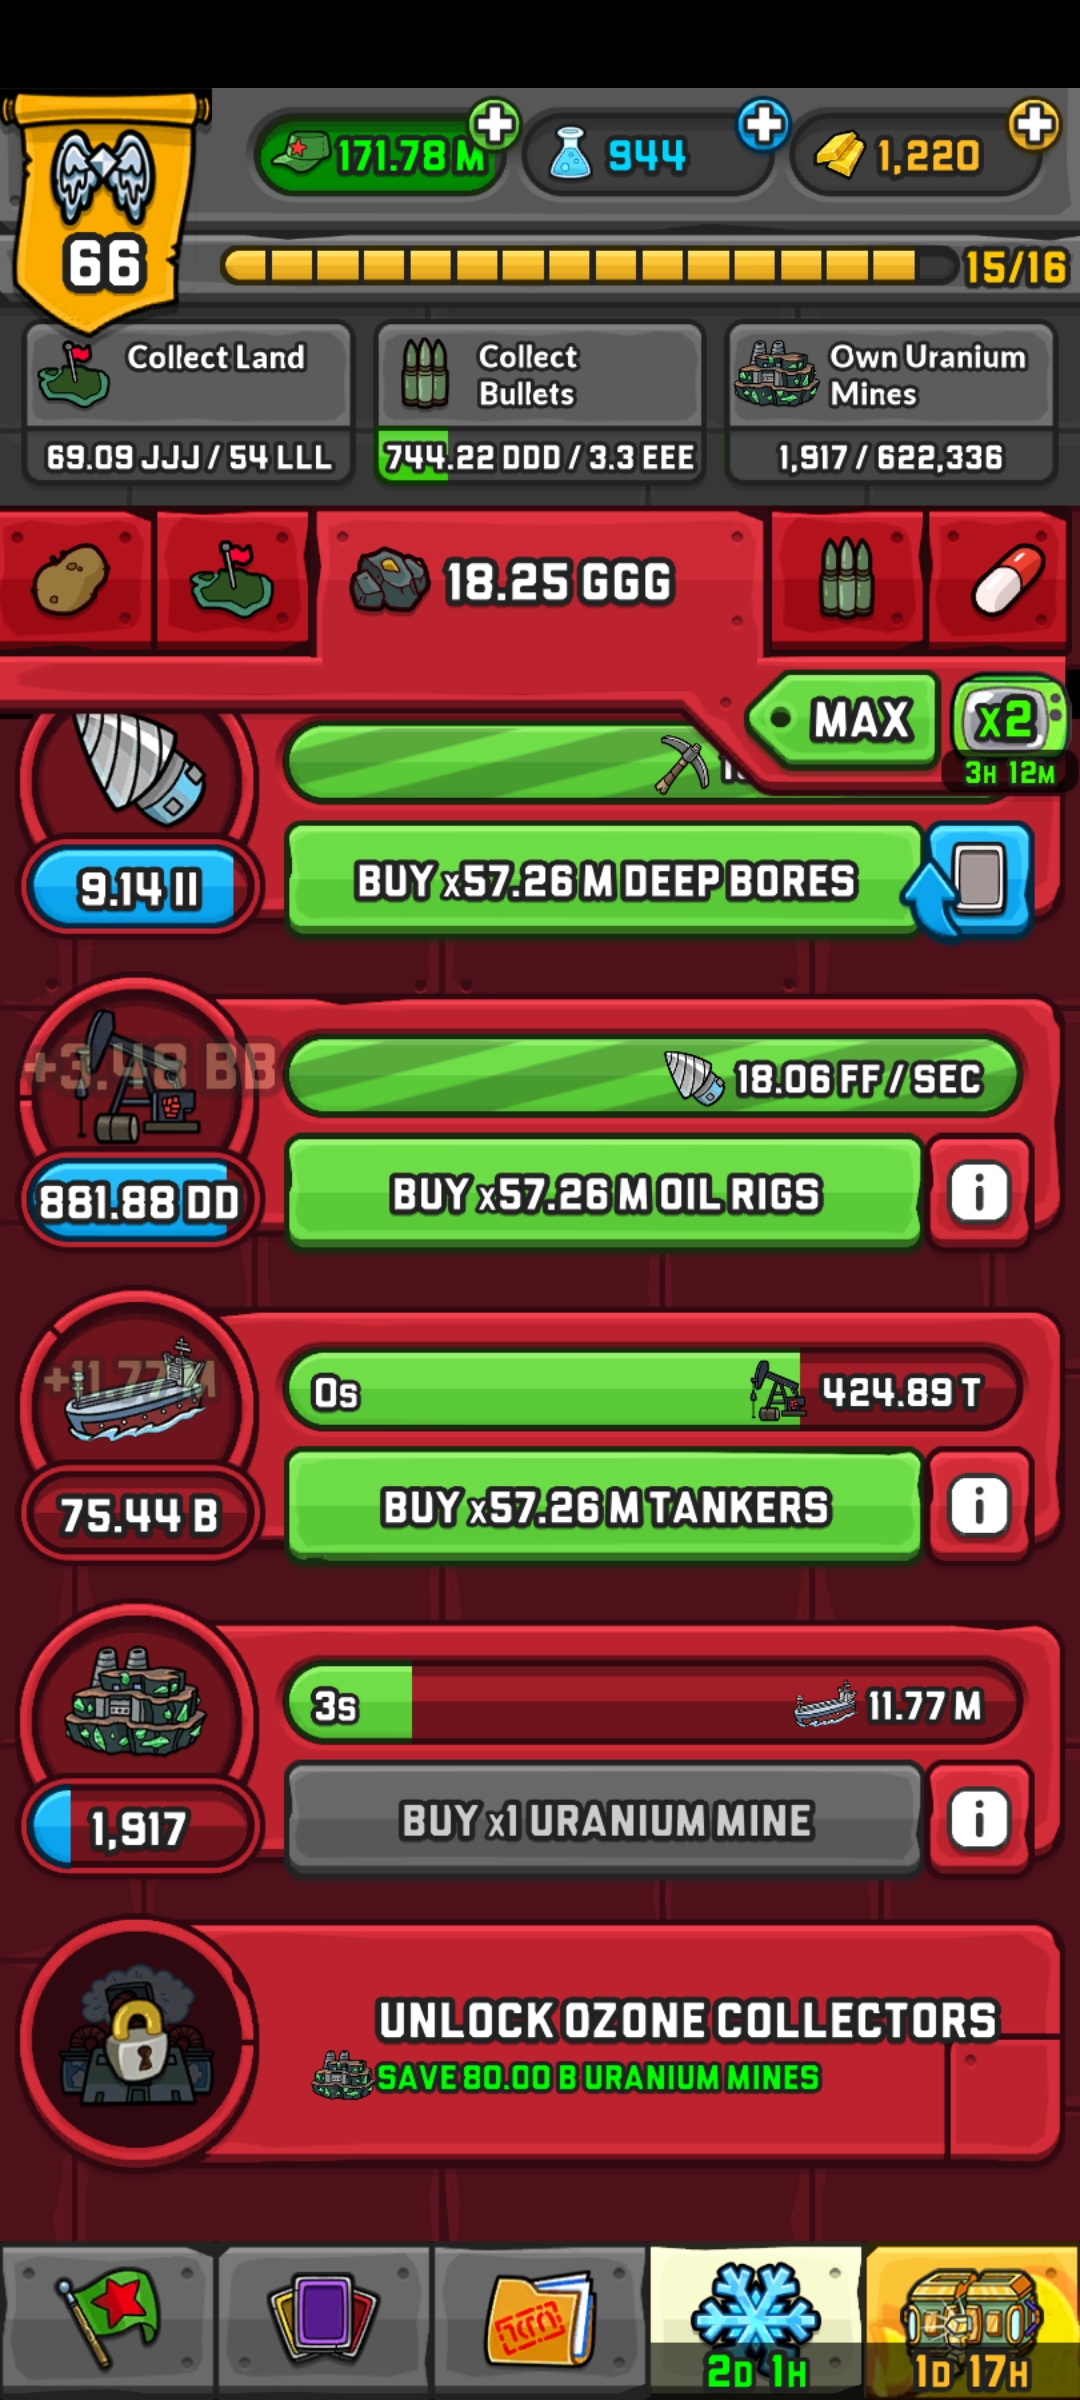 171.78 M
944
1,220
66
15/16
Collect Land
Collect
Bullets
Own Uranium
Mines
69.09 JJJ / 54 LLL
744.22 DDD / 3.3 EEE
1,917 / 622,336
18.25 GGG
MAX
x2
3H 12M
9.14 II
BUY x57.26 M DEEP BORES
+3.48 BB
18.06 FF / SEC
881.88 DD
BUY x57.26 M OIL RIGS
i
+11.77 M
0s
424.89 T
75.44 B
BUY x57.26 M TANKERS
i
3s
11.77 M
1,917
BUY x1 URANIUM MINE
i
UNLOCK OZONE COLLECTORS
SAVE 80.00 B URANIUM MINES
2D 1H
1D 17H